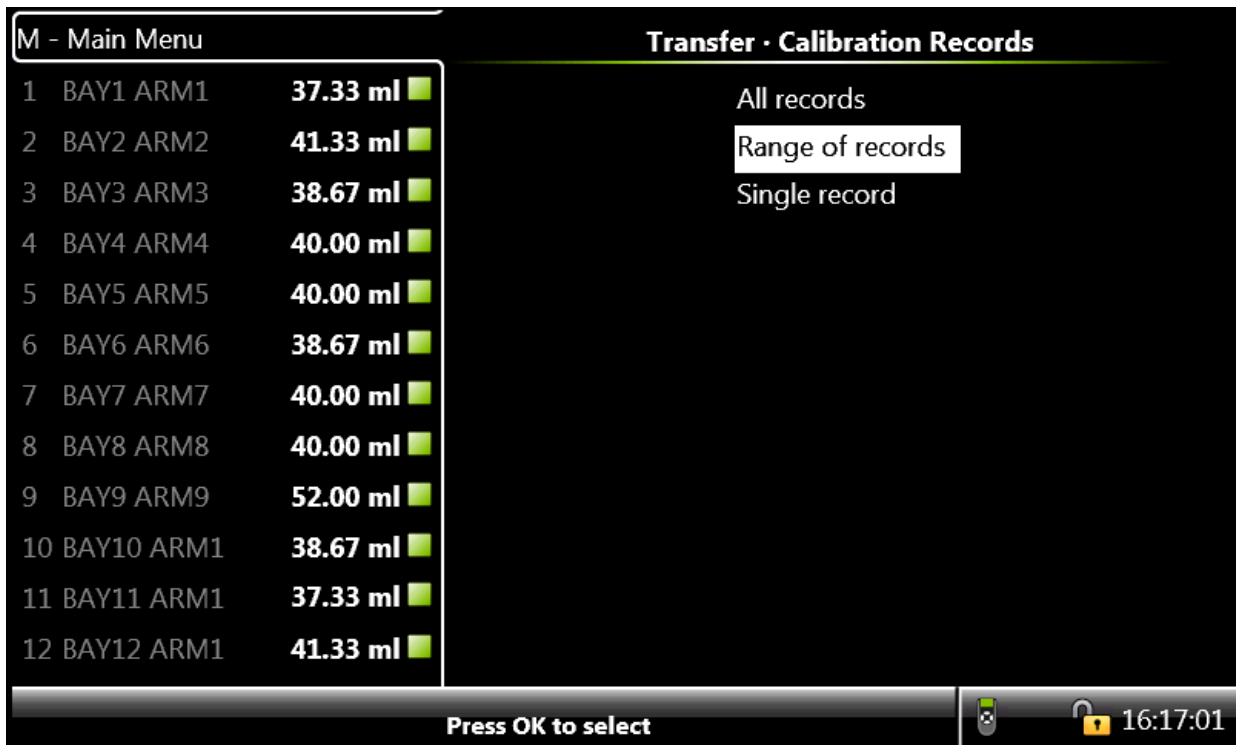 M - Main Menu
1 BAY1 ARM1 37.33 ml
2 BAY2 ARM2 41.33 ml
3 BAY3 ARM3 38.67 ml
4 BAY4 ARM4 40.00 ml
5 BAY5 ARM5 40.00 ml
6 BAY6 ARM6 38.67 ml
7 BAY7 ARM7 40.00 ml
8 BAY8 ARM8 40.00 ml
9 BAY9 ARM9 52.00 ml
10 BAY10 ARM1 38.67 ml
11 BAY11 ARM1 37.33 ml
12 BAY12 ARM1 41.33 ml
Transfer · Calibration Records
All records
Range of records
Single record
Press OK to select
16:17:01